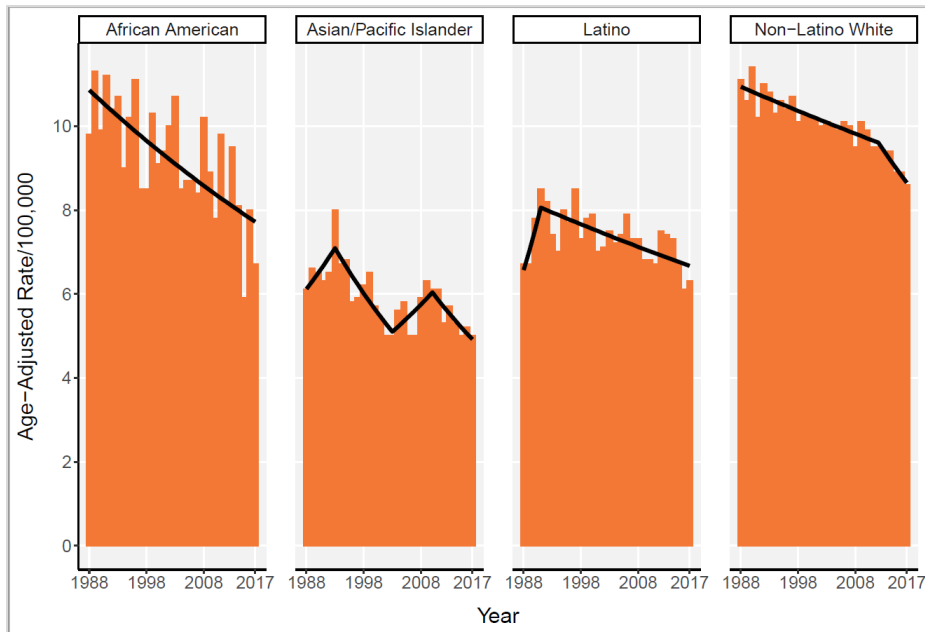 African American
Asian/Pacific Islander
Latino
Non−Latino White
Age−Adjusted Rate/100,000
10
8
6
4
2
0
1988 1998 2008 2017
1988 1998 2008 2017
1988 1998 2008 2017
1988 1998 2008 2017
Year